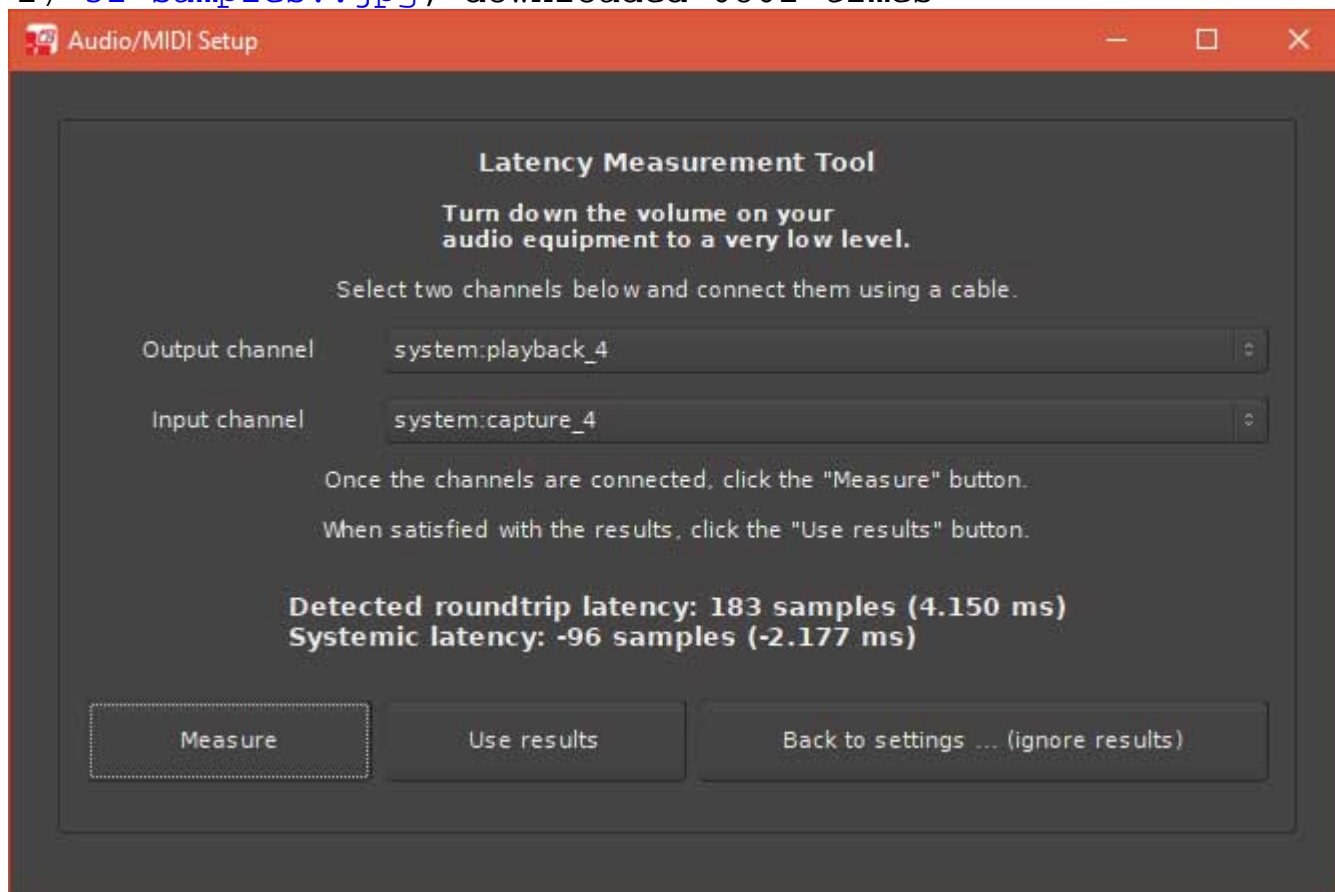 Audio/MIDI Setup
Latency Measurement Tool
Turn down the volume on your
audio equipment to a very low level.
Select two channels below and connect them using a cable.
Output channel system:playback_4
Input channel system:capture_4
Once the channels are connected, click the "Measure" button.
When satisfied with the results, click the "Use results" button.
Detected roundtrip latency: 183 samples (4.150 ms)
Systemic latency: -96 samples (-2.177 ms)
Measure Use results Back to settings ... (ignore results)